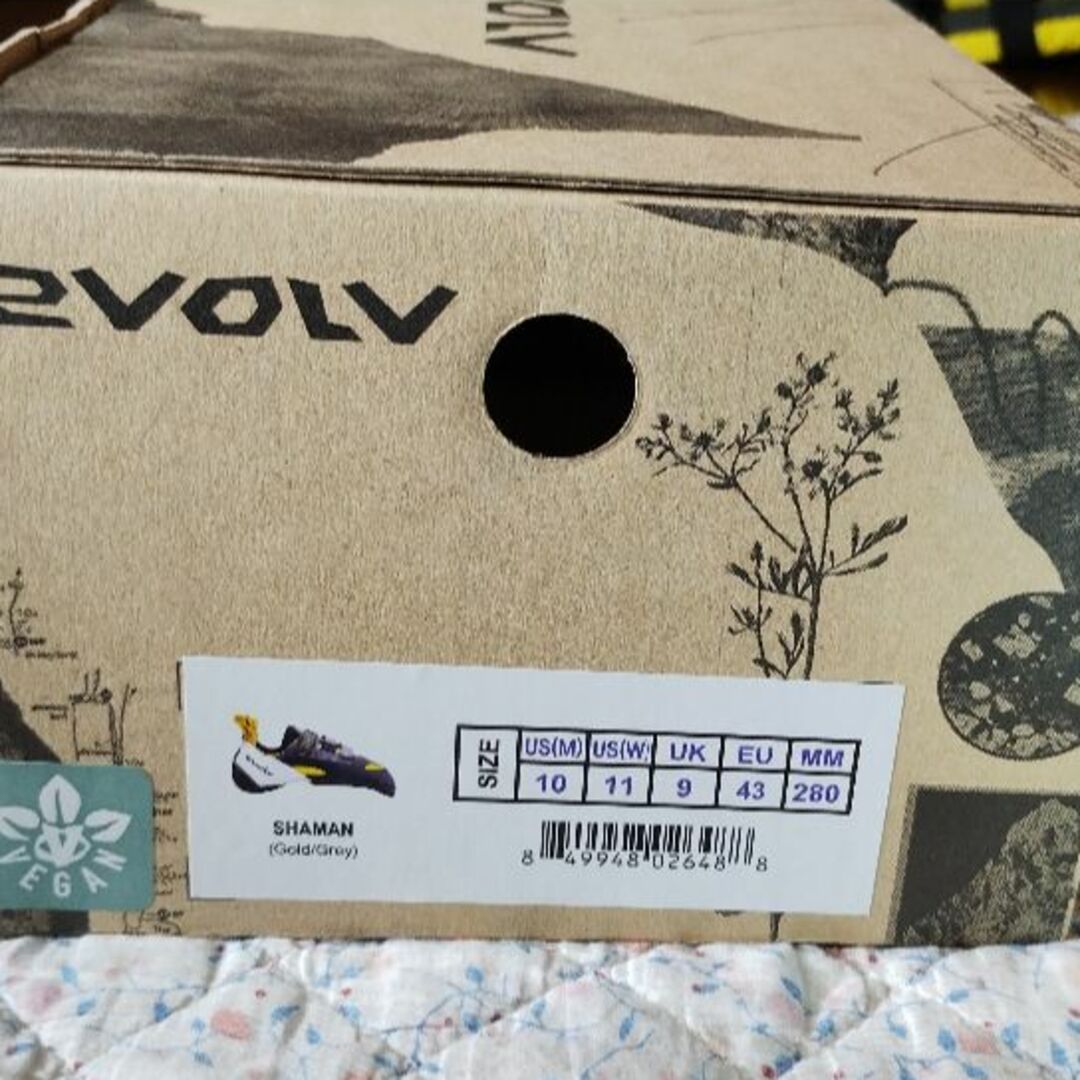 evolv
VEGAN
SHAMAN
(Gold/Grey)
SIZE
US(M) US(W) UK EU MM
10 11 9 43 280
8 49948 02648 8